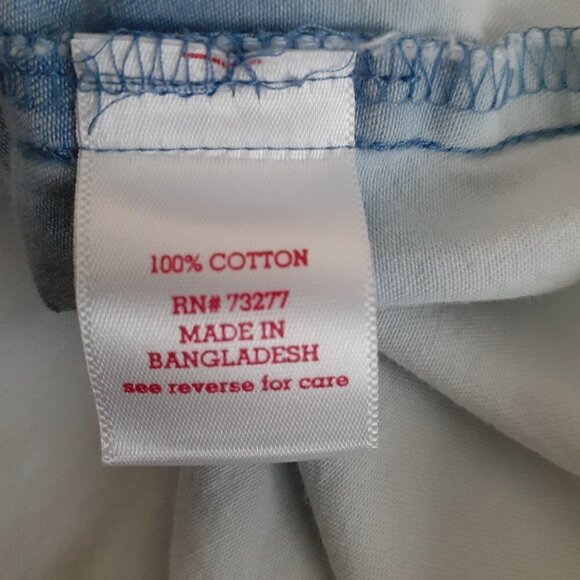 100% COTTON
RN# 73277
MADE IN
BANGLADESH
see reverse for care